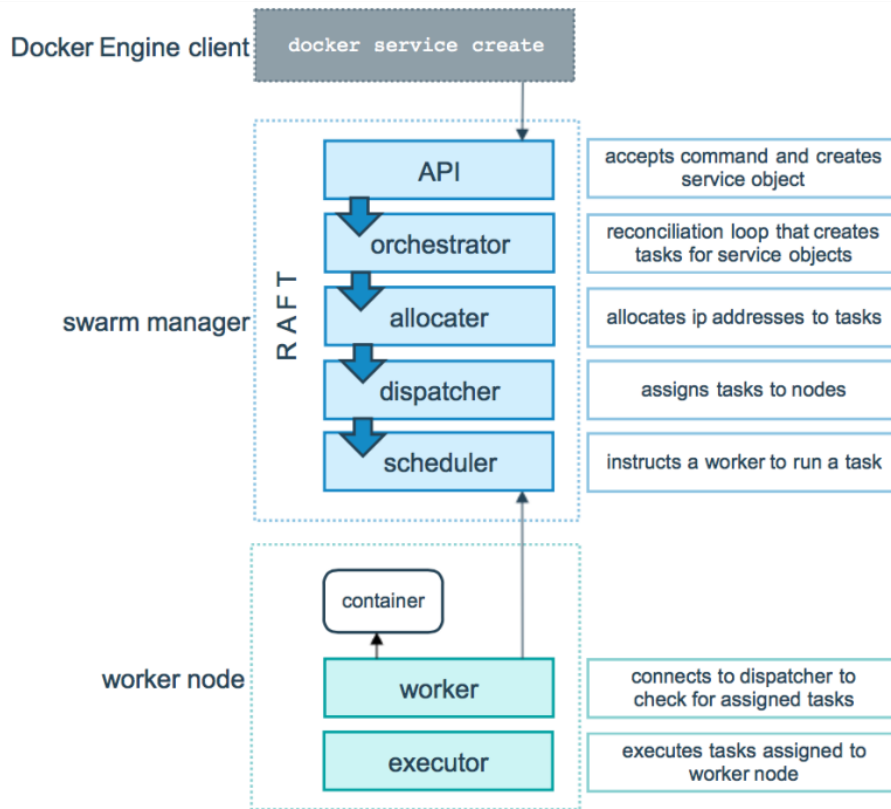 Docker Engine client
docker service create
API
accepts command and creates
service object
orchestrator
reconciliation loop that creates
tasks for service objects
RAFT
swarm manager
allocater
allocates ip addresses to tasks
dispatcher
assigns tasks to nodes
scheduler
instructs a worker to run a task
container
worker node
worker
connects to dispatcher to
check for assigned tasks
executor
executes tasks assigned to
worker node